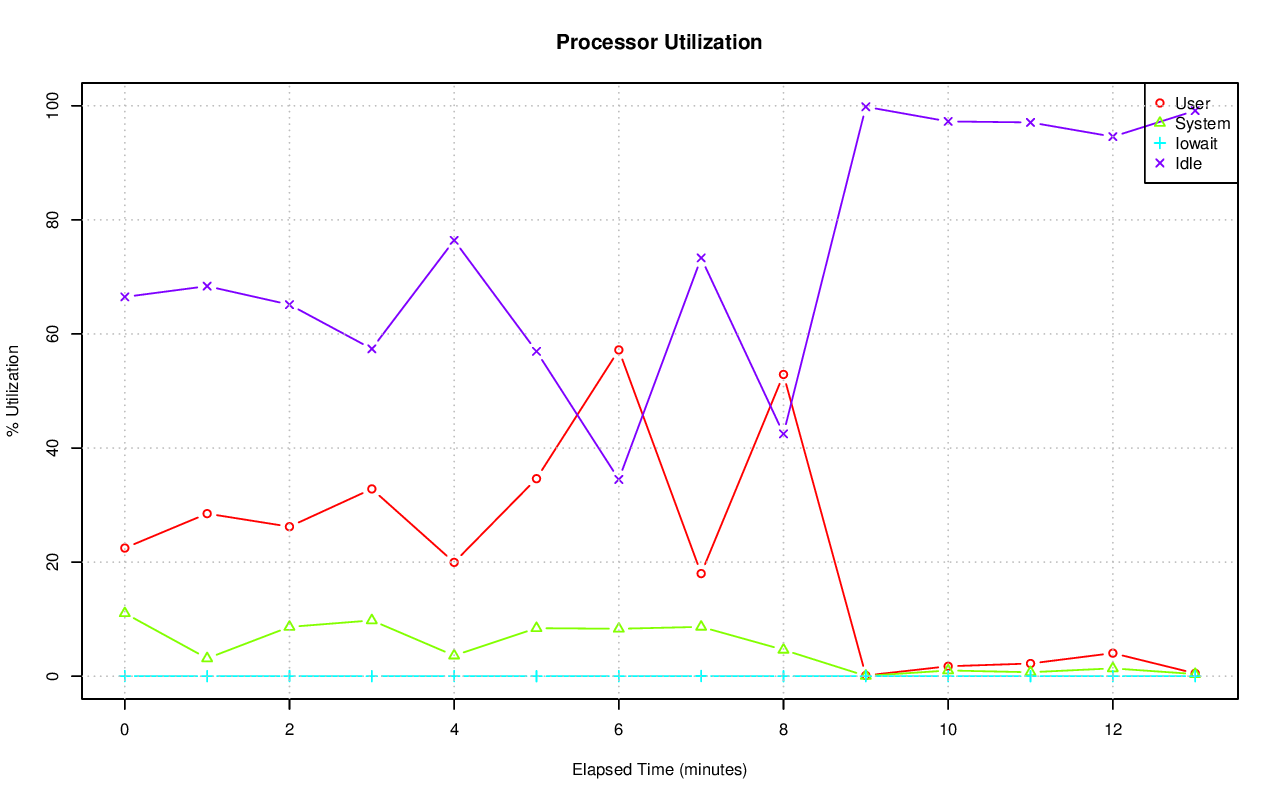 Processor Utilization
% Utilization
100
80
60
40
20
0
User
System
Iowait
Idle
0 2 4 6 8 10 12
Elapsed Time (minutes)